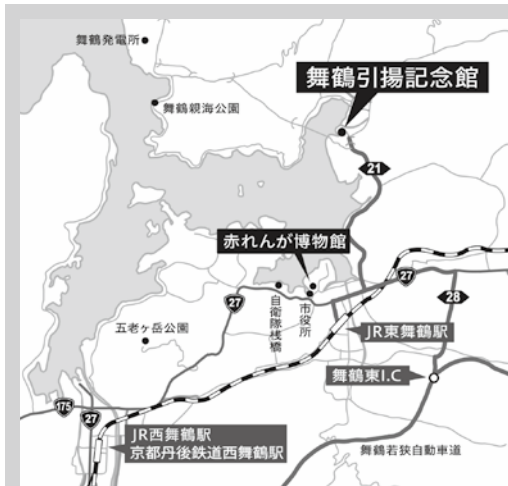 舞鶴発電所
舞鶴引揚記念館
舞鶴親海公園
21
赤れんが博物館
27
27
28
自衛隊桟橋
市役所
五老ヶ岳公園
JR東舞鶴駅
舞鶴東I.C
175
27
JR西舞鶴駅
京都丹後鉄道西舞鶴駅
舞鶴若狭自動車道